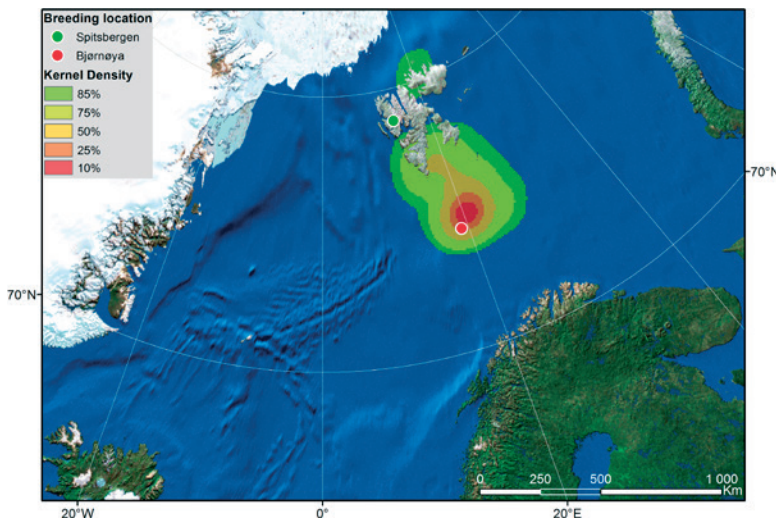 Breeding location
Spitsbergen
Bjørnøya
Kernel Density
85%
75%
50%
25%
10%
70°N
70°N
0 250 500 1 000
Km
20°W 0° 20°E